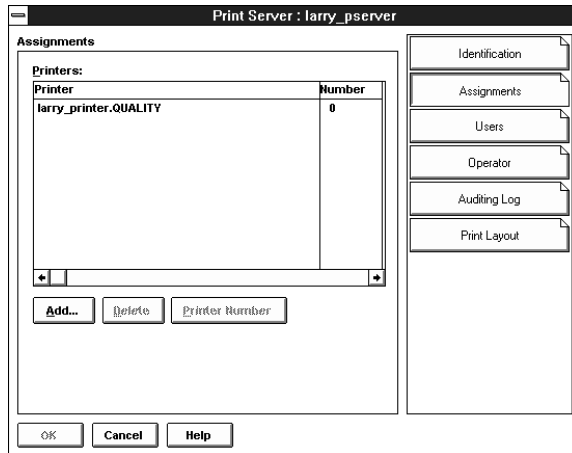 Print Server : larry_pserver
Assignments
Printers:
Printer Number
larry_printer.QUALITY 0
Add... Delete Printer Number
OK Cancel Help
Identification
Assignments
Users
Operator
Auditing Log
Print Layout